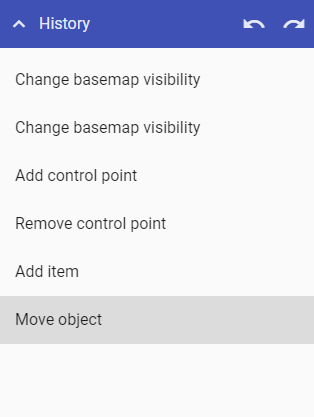 History
Change basemap visibility
Change basemap visibility
Add control point
Remove control point
Add item
Move object